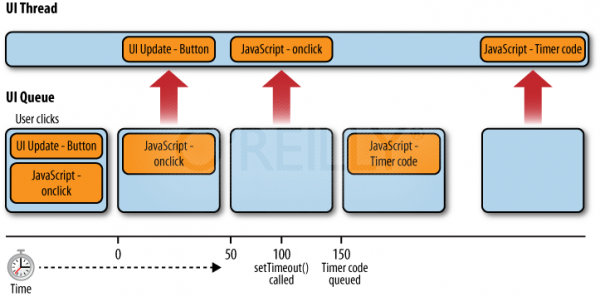 UI Thread
UI Update - Button
JavaScript - onclick
JavaScript - Timer code
UI Queue
User clicks
UI Update - Button
JavaScript -
onclick
JavaScript -
onclick
JavaScript -
Timer code
O'REILLY®
0
50
100
150
setTimeout()
called
Timer code
queued
Time